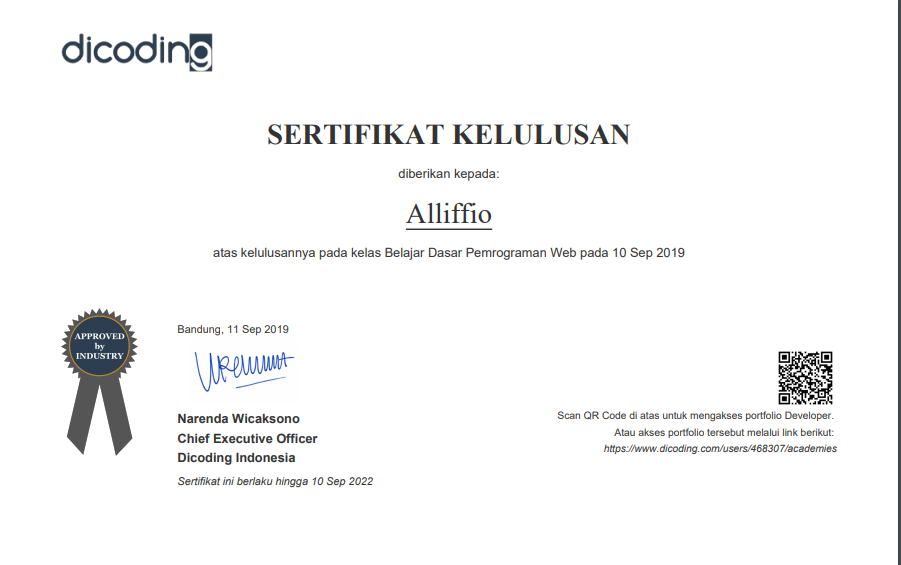 dicoding
SERTIFIKAT KELULUSAN
diberikan kepada:
Alliffio
atas kelulusannya pada kelas Belajar Dasar Pemrograman Web pada 10 Sep 2019
APPROVED
by
INDUSTRY
Bandung, 11 Sep 2019
Narenda Wicaksono
Chief Executive Officer
Dicoding Indonesia
Sertifikat ini berlaku hingga 10 Sep 2022
Scan QR Code di atas untuk mengakses portfolio Developer.
Atau akses portfolio tersebut melalui link berikut:
https://www.dicoding.com/users/468307/academies